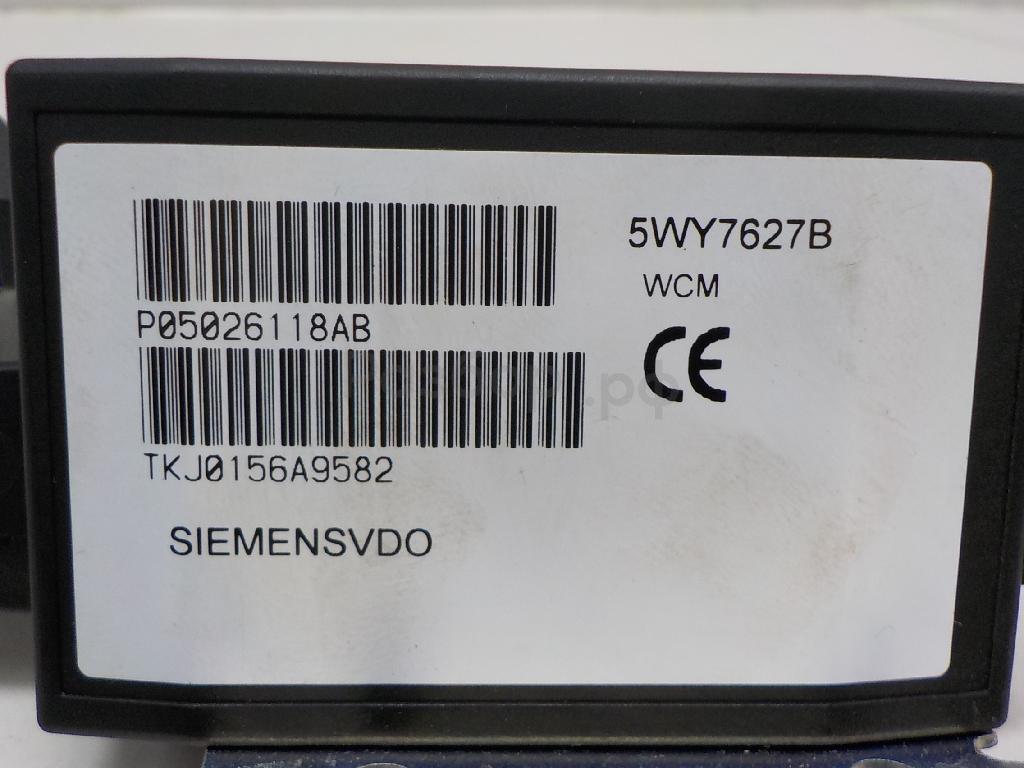 5WY7627B
WCM
P05026118AB
CE
TKJ0156A9582
SIEMENSVDO